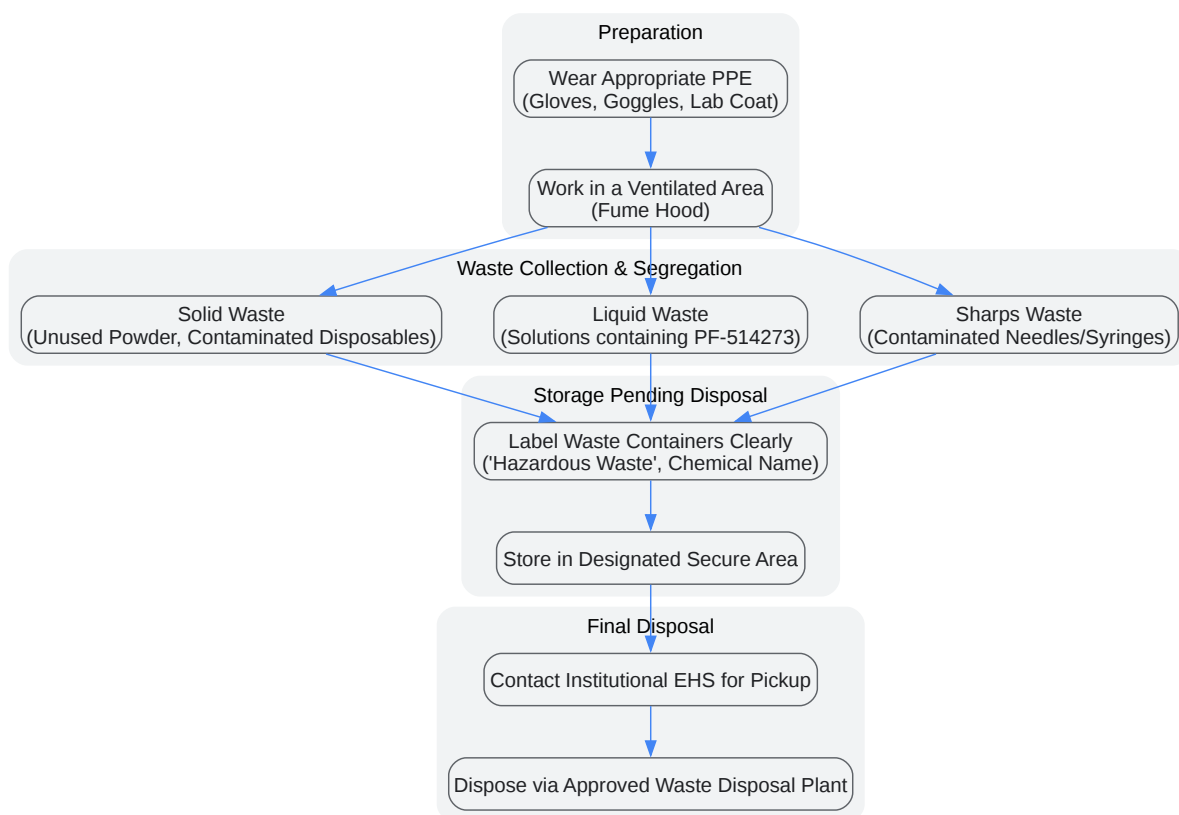 Preparation
Wear Appropriate PPE
(Gloves, Goggles, Lab Coat)
Work in a Ventilated Area
(Fume Hood)
Waste Collection & Segregation
Solid Waste
(Unused Powder, Contaminated Disposables)
Liquid Waste
(Solutions containing PF-514273)
Sharps Waste
(Contaminated Needles/Syringes)
Storage Pending Disposal
Label Waste Containers Clearly
('Hazardous Waste', Chemical Name)
Store in Designated Secure Area
Final Disposal
Contact Institutional EHS for Pickup
Dispose via Approved Waste Disposal Plant